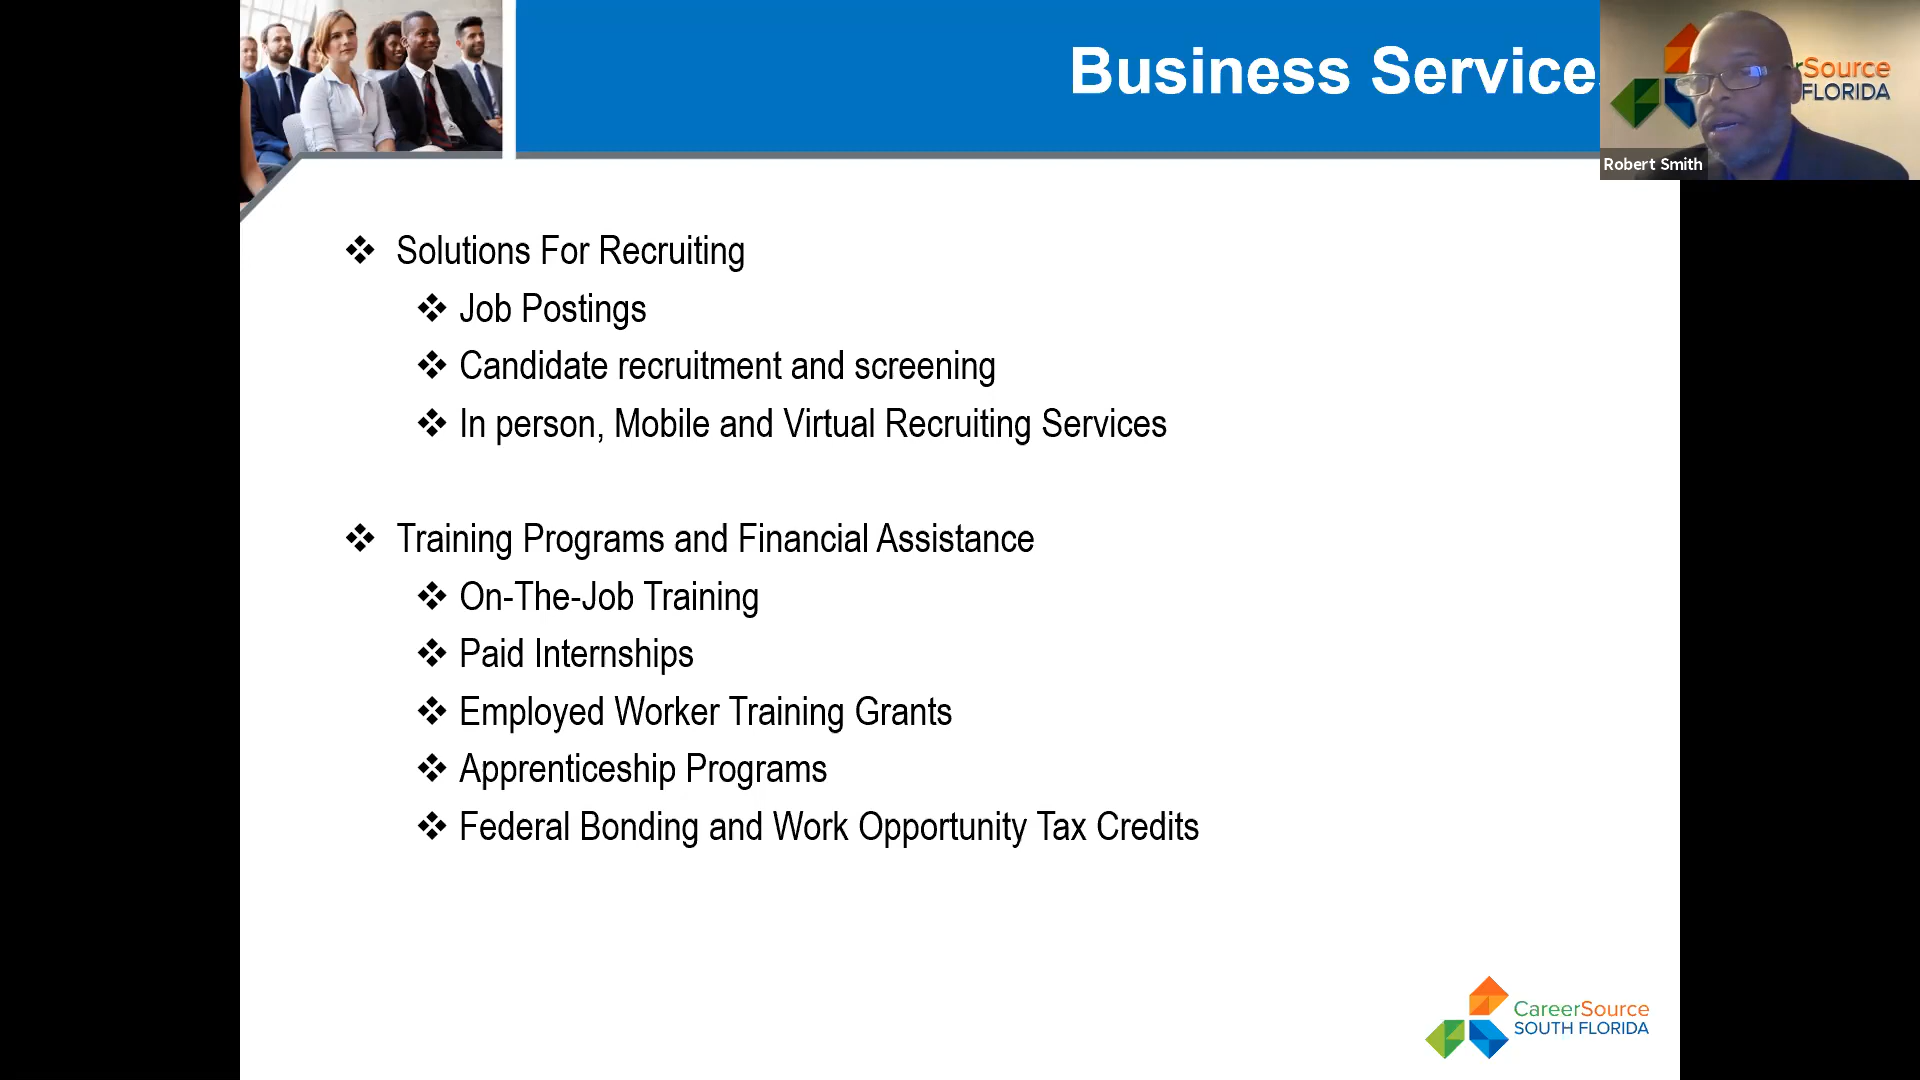 Business Service
rSource
FLORIDA
Robert Smith
❖ Solutions For Recruiting
❖ Job Postings
❖ Candidate recruitment and screening
❖ In person, Mobile and Virtual Recruiting Services
❖ Training Programs and Financial Assistance
❖ On-The-Job Training
❖ Paid Internships
❖ Employed Worker Training Grants
❖ Apprenticeship Programs
❖ Federal Bonding and Work Opportunity Tax Credits
CareerSource
SOUTH FLORIDA